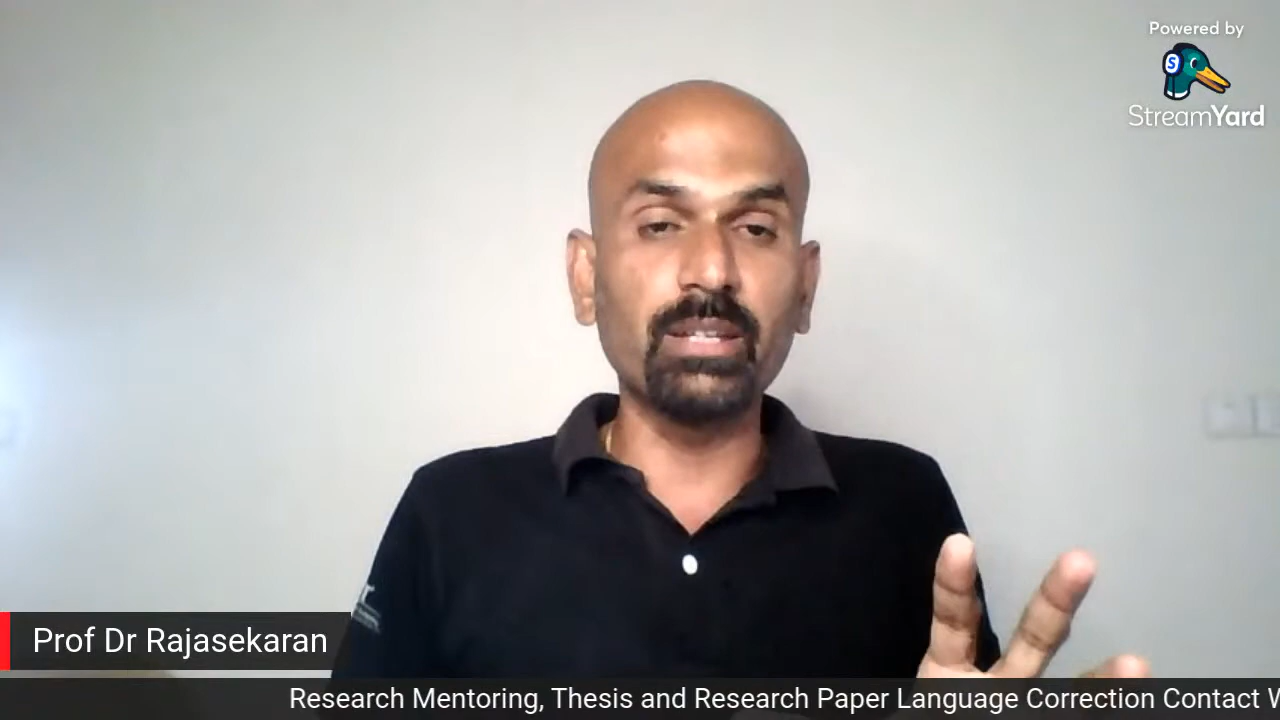 Powered by
S
StreamYard
Prof Dr Rajasekaran
Research Mentoring, Thesis and Research Paper Language Correction Contact